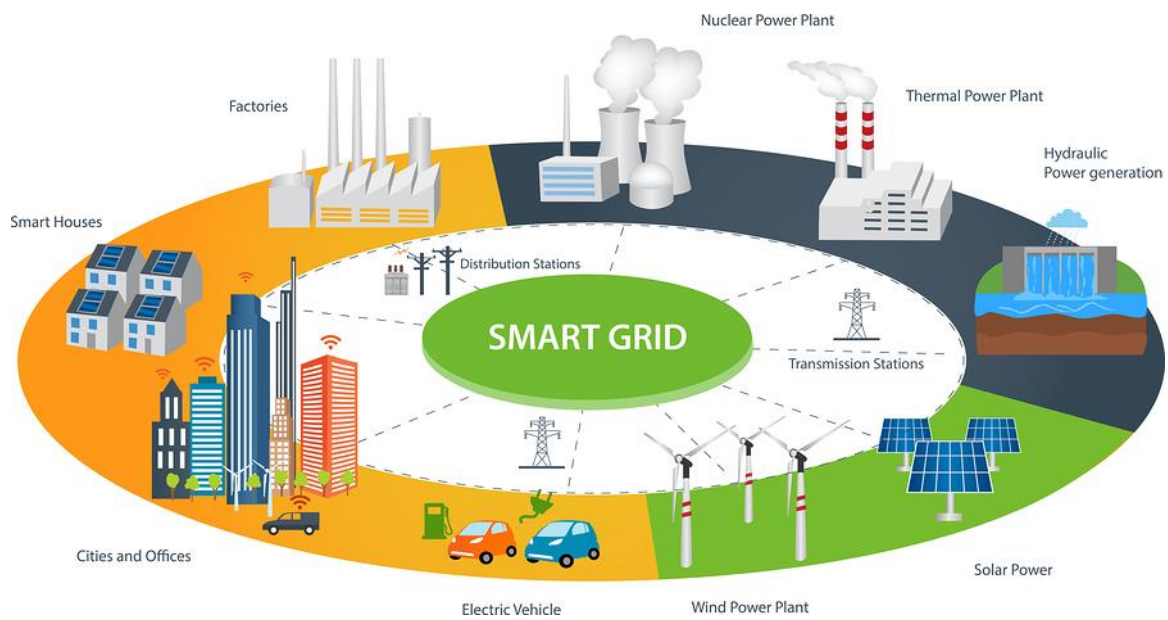 Nuclear Power Plant
Factories
Thermal Power Plant
Hydraulic
Power generation
Smart Houses
Distribution Stations
SMART GRID
Transmission Stations
Cities and Offices
Solar Power
Electric Vehicle
Wind Power Plant